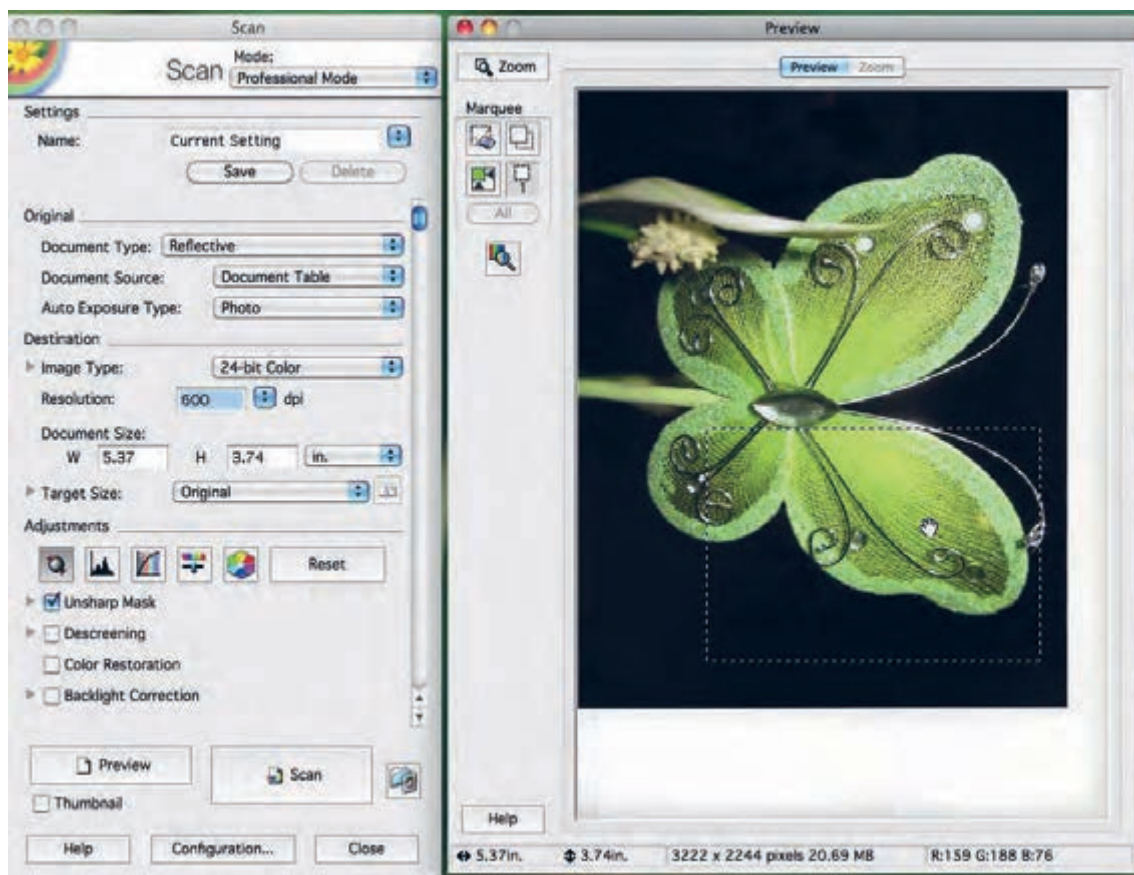 Scan
Scan
Mode:
Professional Mode
Settings
Name:
Current Setting
Save
Delete
Original
Document Type:
Reflective
Document Source:
Document Table
Auto Exposure Type:
Photo
Destination
Image Type:
24-bit Color
Resolution:
600
dpi
Document Size:
W 5.37 H 3.74 in.
Target Size:
Original
Adjustments
Reset
Unsharp Mask
Descreening
Color Restoration
Backlight Correction
Preview
Scan
Thumbnail
Help
Configuration...
Close
Preview
Zoom
Preview
Zoom
Marquee
All
Help
5.37in.
3.74in.
3222 x 2244 pixels 20.69 MB
R:159 G:188 B:76